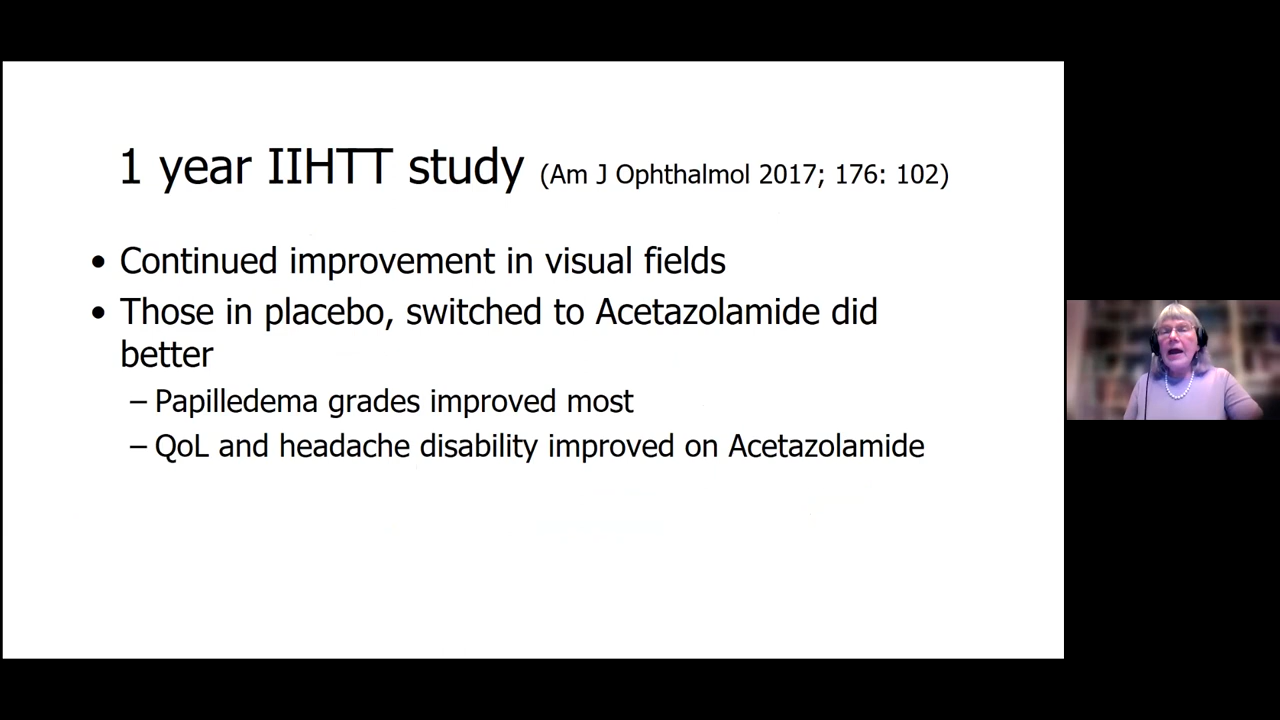 1 year IIHTT study (Am J Ophthalmol 2017; 176: 102)
• Continued improvement in visual fields
• Those in placebo, switched to Acetazolamide did
better
– Papilledema grades improved most
– QoL and headache disability improved on Acetazolamide